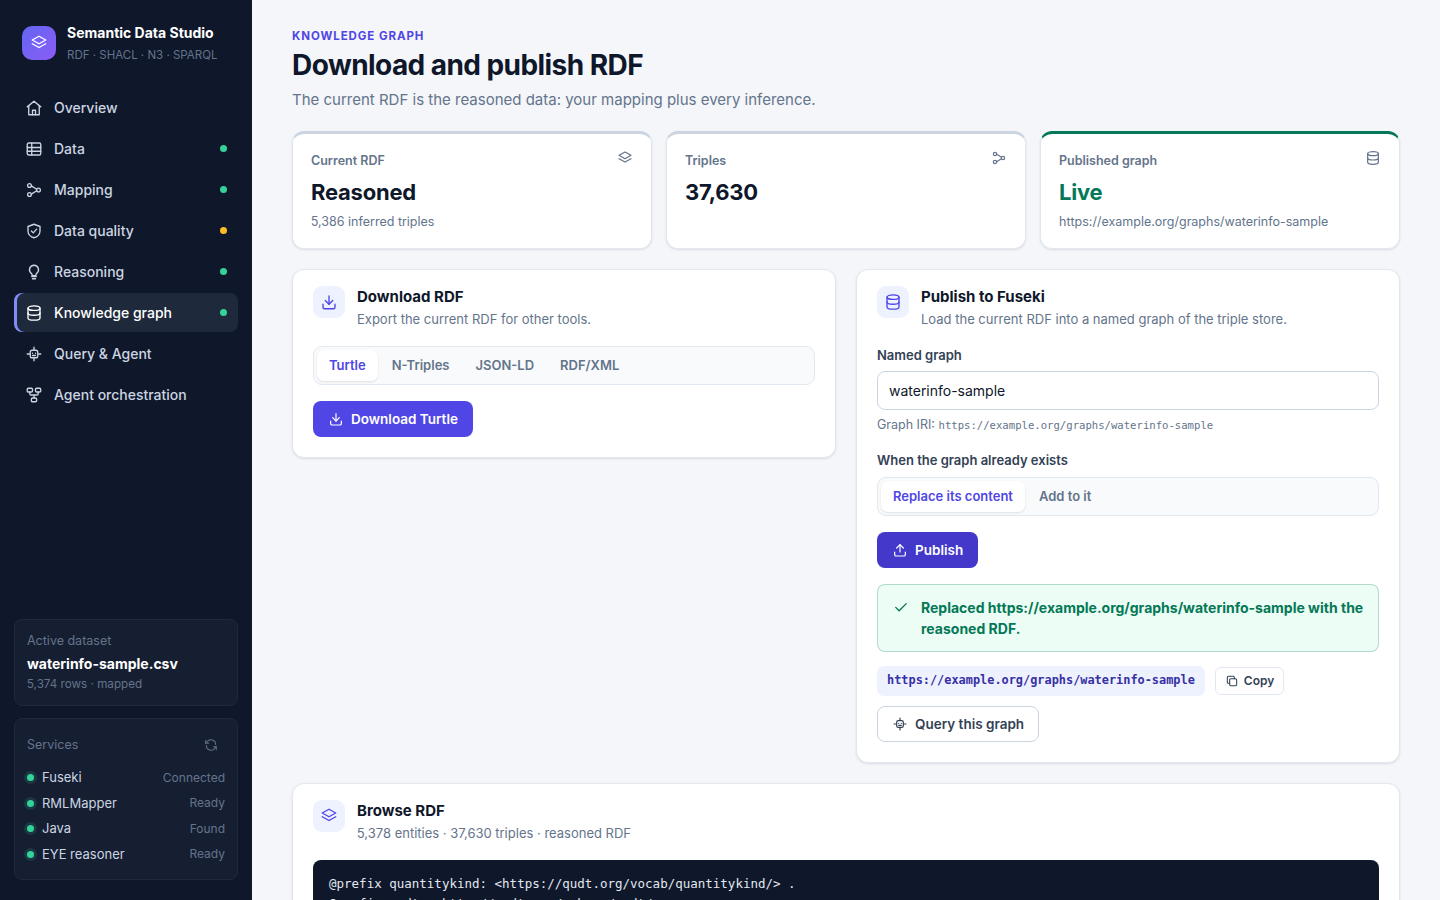 Semantic Data Studio
RDF · SHACL · N3 · SPARQL
Overview
Data
Mapping
Data quality
Reasoning
Knowledge graph
Query & Agent
Agent orchestration
Active dataset
waterinfo-sample.csv
5,374 rows · mapped
Services
Fuseki Connected
RMLMapper Ready
Java Found
EYE reasoner Ready
KNOWLEDGE GRAPH
Download and publish RDF
The current RDF is the reasoned data: your mapping plus every inference.
Current RDF
Reasoned
5,386 inferred triples
Triples
37,630
Published graph
Live
https://example.org/graphs/waterinfo-sample
Download RDF
Export the current RDF for other tools.
Turtle N-Triples JSON-LD RDF/XML
Download Turtle
Publish to Fuseki
Load the current RDF into a named graph of the triple store.
Named graph
waterinfo-sample
Graph IRI: https://example.org/graphs/waterinfo-sample
When the graph already exists
Replace its content Add to it
Publish
Replaced https://example.org/graphs/waterinfo-sample with the
reasoned RDF.
https://example.org/graphs/waterinfo-sample Copy
Query this graph
Browse RDF
5,378 entities · 37,630 triples · reasoned RDF
@prefix quantitykind: <https://qudt.org/vocab/quantitykind/> .